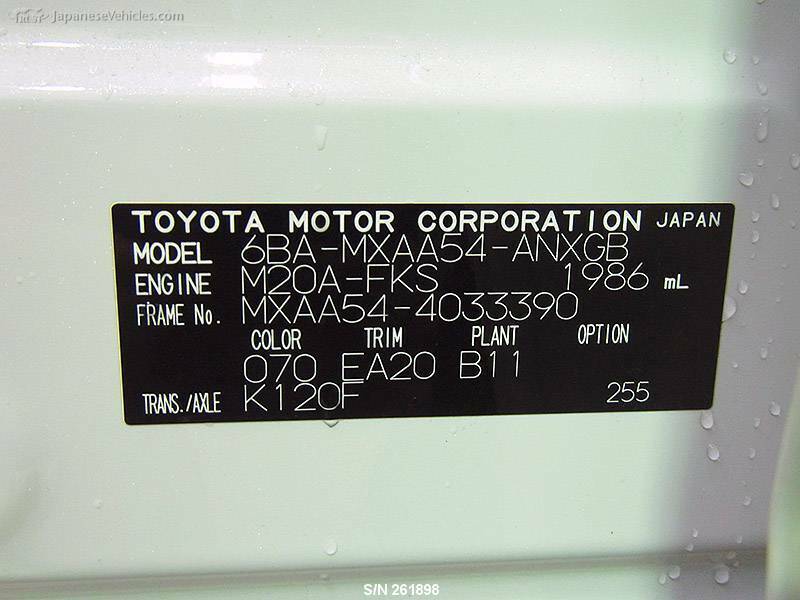 JapaneseVehicles.com
TOYOTA MOTOR CORPORATION JAPAN
MODEL 6BA-MXAA54-ANXGB
ENGINE M20A-FKS 1986 mL
FRAME No. MXAA54-4033390
COLOR TRIM PLANT OPTION
070 EA20 B11
TRANS./AXLE K120F 255
S/N 261898